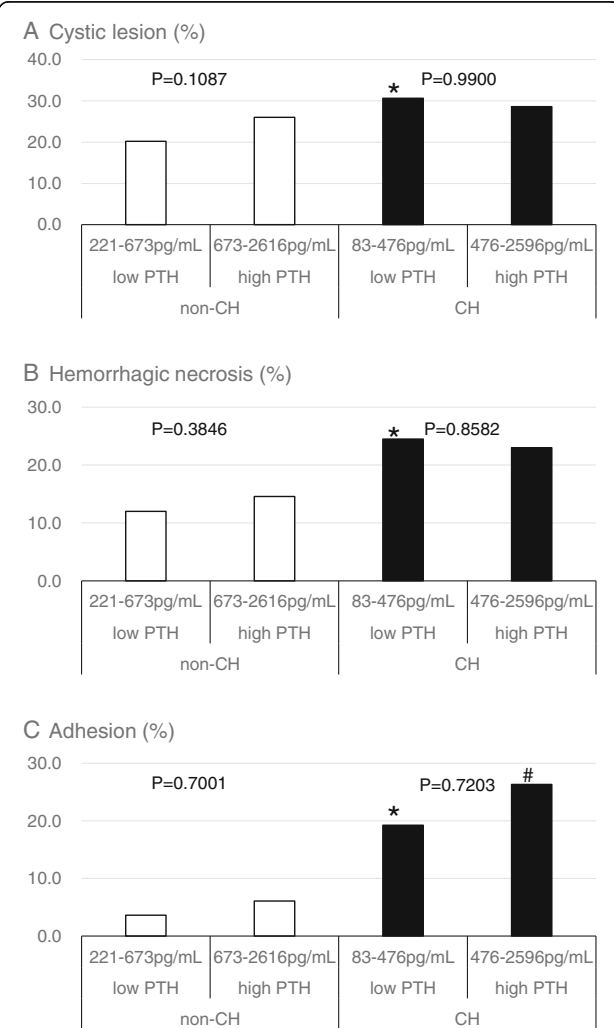 A Cystic lesion (%)
40.0
P=0.1087
*
P=0.9900
30.0
20.0
10.0
0.0
221-673pg/mL 673-2616pg/mL 83-476pg/mL 476-2596pg/mL
low PTH high PTH low PTH high PTH
non-CH CH
B Hemorrhagic necrosis (%)
30.0
P=0.3846
*
P=0.8582
20.0
10.0
0.0
221-673pg/mL 673-2616pg/mL 83-476pg/mL 476-2596pg/mL
low PTH high PTH low PTH high PTH
non-CH CH
C Adhesion (%)
30.0
P=0.7001
*
P=0.7203
#
20.0
10.0
0.0
221-673pg/mL 673-2616pg/mL 83-476pg/mL 476-2596pg/mL
low PTH high PTH low PTH high PTH
non-CH CH